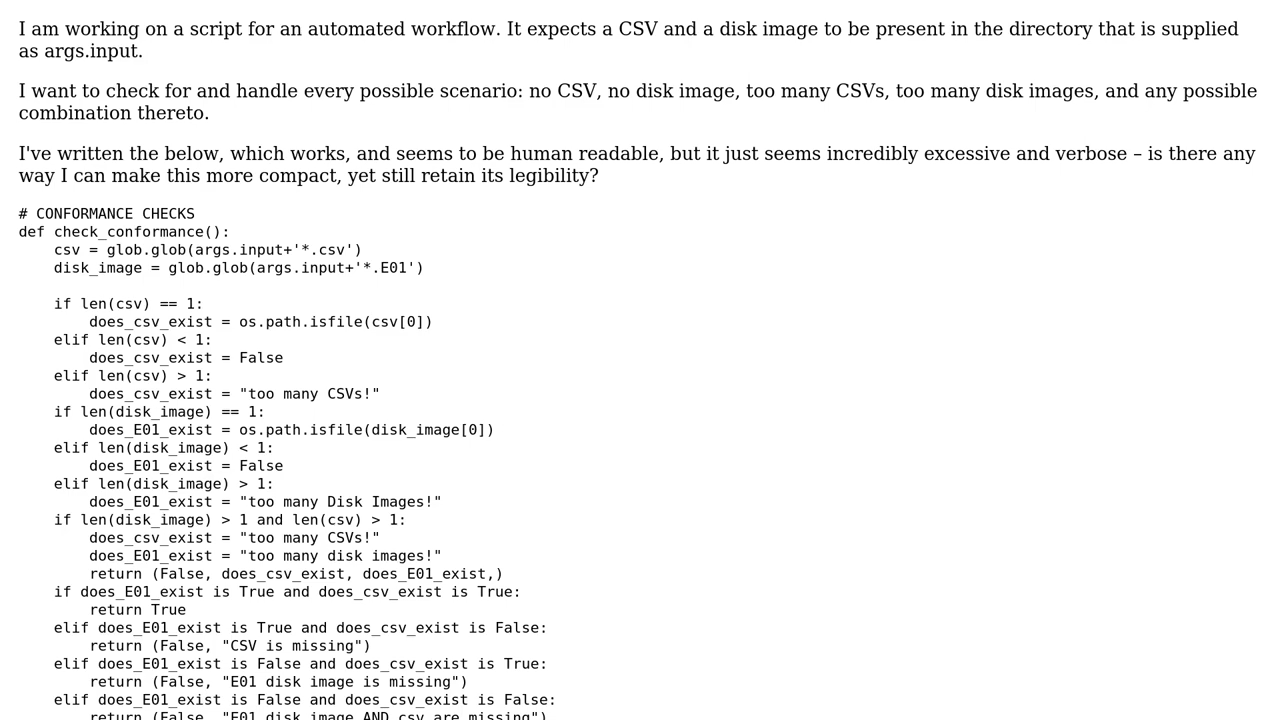 I am working on a script for an automated workflow. It expects a CSV and a disk image to be present in the directory that is supplied
as args.input.
I want to check for and handle every possible scenario: no CSV, no disk image, too many CSVs, too many disk images, and any possible
combination thereto.
I've written the below, which works, and seems to be human readable, but it just seems incredibly excessive and verbose – is there any
way I can make this more compact, yet still retain its legibility?
# CONFORMANCE CHECKS
def check_conformance():
    csv = glob.glob(args.input+'*.csv')
    disk_image = glob.glob(args.input+'*.E01')
    if len(csv) == 1:
        does_csv_exist = os.path.isfile(csv[0])
    elif len(csv) < 1:
        does_csv_exist = False
    elif len(csv) > 1:
        does_csv_exist = "too many CSVs!"
    if len(disk_image) == 1:
        does_E01_exist = os.path.isfile(disk_image[0])
    elif len(disk_image) < 1:
        does_E01_exist = False
    elif len(disk_image) > 1:
        does_E01_exist = "too many Disk Images!"
    if len(disk_image) > 1 and len(csv) > 1:
        does_csv_exist = "too many CSVs!"
        does_E01_exist = "too many disk images!"
        return (False, does_csv_exist, does_E01_exist,)
    if does_E01_exist is True and does_csv_exist is True:
        return True
    elif does_E01_exist is True and does_csv_exist is False:
        return (False, "CSV is missing")
    elif does_E01_exist is False and does_csv_exist is True:
        return (False, "E01 disk image is missing")
    elif does_E01_exist is False and does_csv_exist is False:
        return (False, "E01 disk image AND csv are missing")